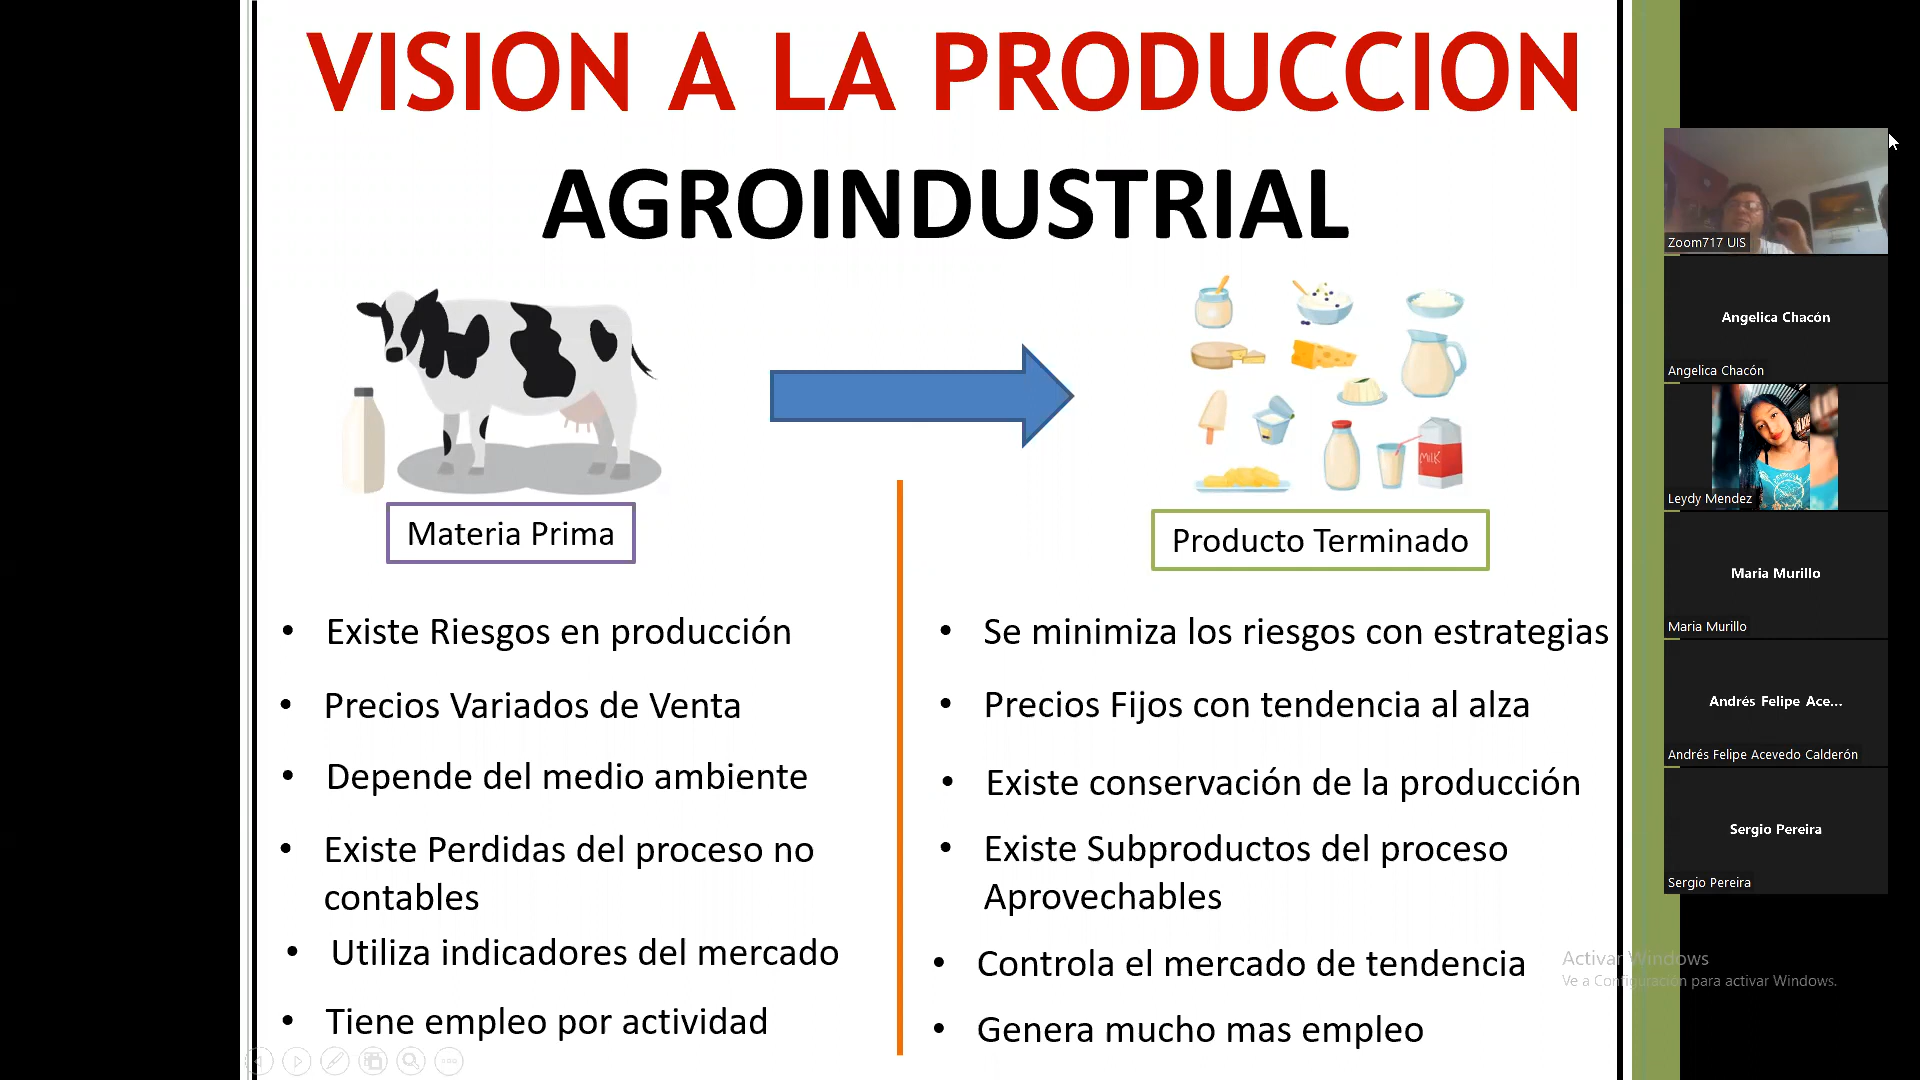 VISION A LA PRODUCCION
AGROINDUSTRIAL
MILK
Materia Prima
Producto Terminado
• Existe Riesgos en producción
• Precios Variados de Venta
• Depende del medio ambiente
• Existe Perdidas del proceso no
contables
• Utiliza indicadores del mercado
• Tiene empleo por actividad
• Se minimiza los riesgos con estrategias
• Precios Fijos con tendencia al alza
• Existe conservación de la producción
• Existe Subproductos del proceso
Aprovechables
• Controla el mercado de tendencia
• Genera mucho mas empleo
Zoom717 UIS
Angelica Chacón
Angelica Chacón
Leydy Mendez
Maria Murillo
Maria Murillo
Andrés Felipe Ace...
Andrés Felipe Acevedo Calderón
Sergio Pereira
Sergio Pereira
Activar Windows
Ve a Configuración para activar Windows.